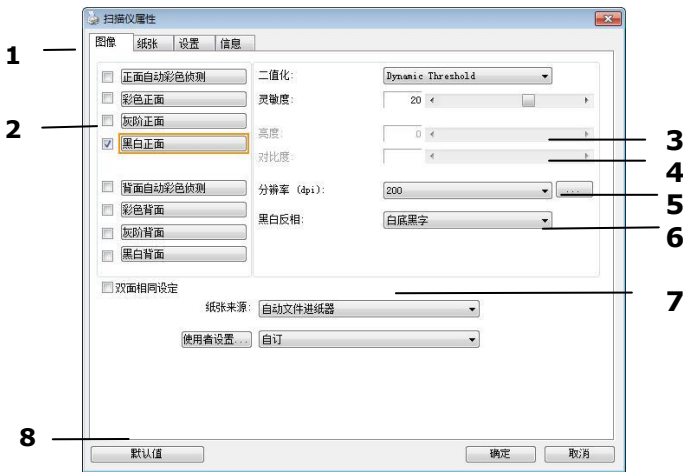 扫描仪属性
图像 纸张 设置 信息
1
正面自动彩色侦测
彩色正面
灰阶正面
黑白正面
2
背面自动彩色侦测
彩色背面
灰阶背面
黑白背面
二值化: Dynamic Threshold
灵敏度: 20
亮度: 0
对比度:
3
4
分辨率 (dpi): 200 ...
5
黑白反相: 白底黑字
6
双面相同设定
7
纸张来源: 自动文件进纸器
使用者设置... 自订
8
默认值 确定 取消